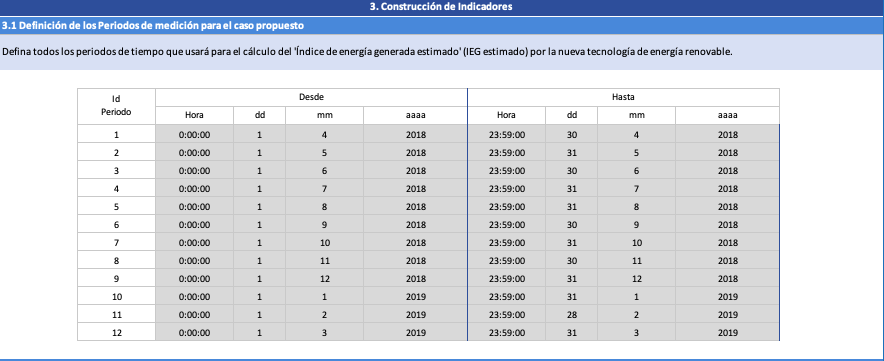 3. Construcción de Indicadores
3.1 Definición de los Periodos de medición para el caso propuesto
Defina todos los periodos de tiempo que usará para el cálculo del 'Índice de energía generada estimado' (IEG estimado) por la nueva tecnología de energía renovable.
Id Periodo Desde Hasta
Hora dd mm aaaa Hora dd mm aaaa
1 0:00:00 1 4 2018 23:59:00 30 4 2018
2 0:00:00 1 5 2018 23:59:00 31 5 2018
3 0:00:00 1 6 2018 23:59:00 30 6 2018
4 0:00:00 1 7 2018 23:59:00 31 7 2018
5 0:00:00 1 8 2018 23:59:00 31 8 2018
6 0:00:00 1 9 2018 23:59:00 30 9 2018
7 0:00:00 1 10 2018 23:59:00 31 10 2018
8 0:00:00 1 11 2018 23:59:00 30 11 2018
9 0:00:00 1 12 2018 23:59:00 31 12 2018
10 0:00:00 1 1 2019 23:59:00 31 1 2019
11 0:00:00 1 2 2019 23:59:00 28 2 2019
12 0:00:00 1 3 2019 23:59:00 31 3 2019